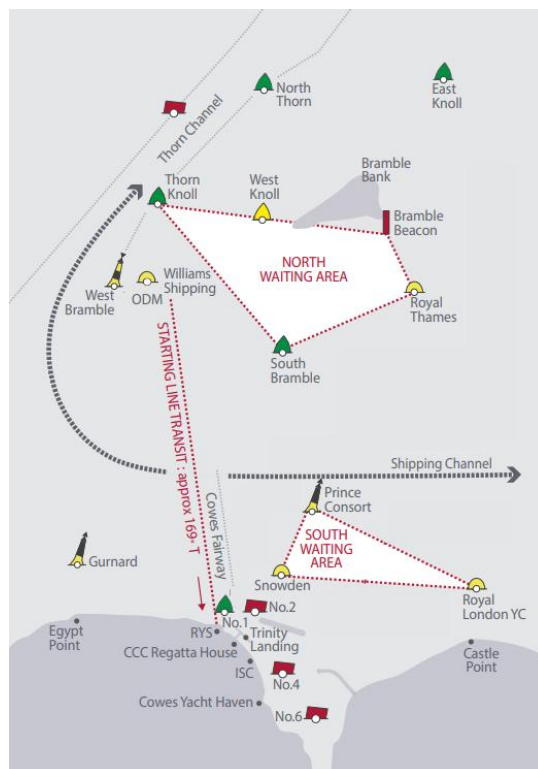 North
Thorn
East
Knoll
Thorn Channel
Thorn
Knoll
West
Knoll
Bramble
Bank
Bramble
Beacon
NORTH
WAITING AREA
Williams
Shipping
ODM
West
Bramble
Royal
Thames
South
Bramble
STARTING LINE TRANSIT : approx 169° T
Shipping Channel
Cowes Fairway
Prince
Consort
SOUTH
WAITING
AREA
Gurnard
Snowden
Royal
London YC
No.1
No.2
Egypt
Point
RYS
Trinity
Landing
CCC Regatta House
ISC
Castle
Point
No.4
Cowes Yacht Haven
No.6